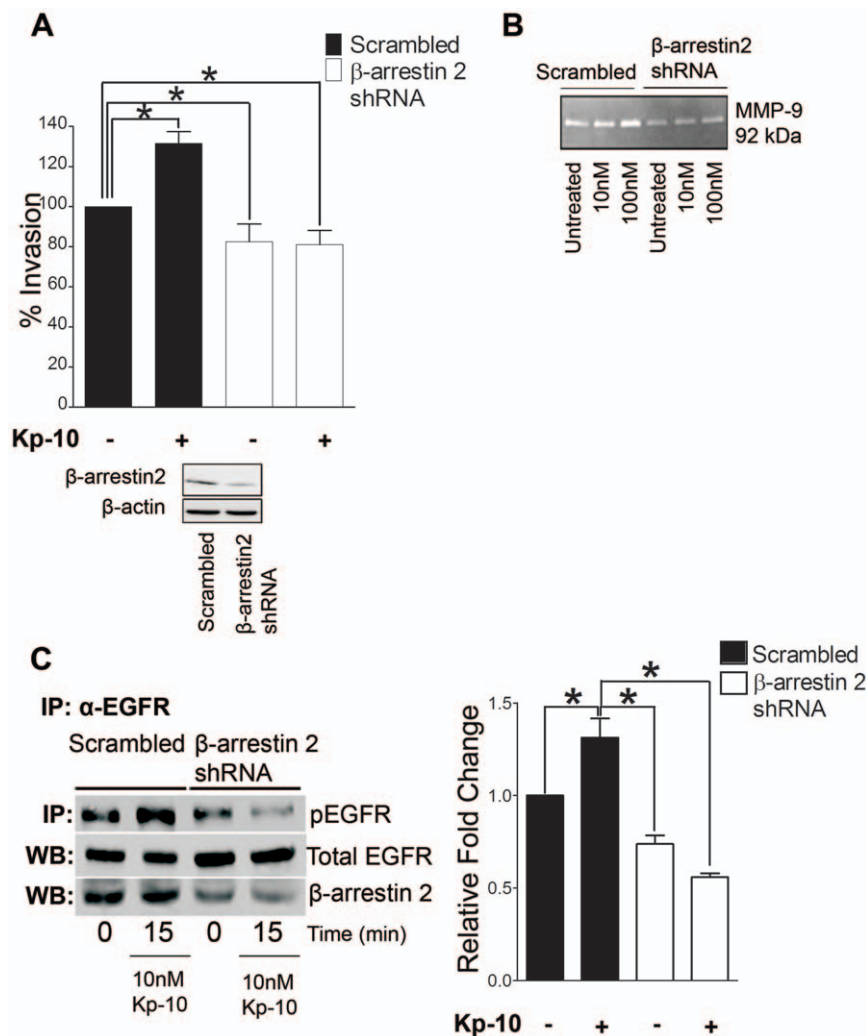 A
Scrambled
β-arrestin 2
shRNA
*
*
*
% Invasion
140
120
100
80
60
40
20
0
Kp-10 - + - +
β-arrestin2
β-actin
Scrambled
β-arrestin2
shRNA
B
Scrambled
β-arrestin2
shRNA
MMP-9
92 kDa
Untreated
10nM
100nM
Untreated
10nM
100nM
C
IP: α-EGFR
Scrambled
β-arrestin 2
shRNA
IP: pEGFR
WB: Total EGFR
WB: β-arrestin 2
0 15 0 15 Time (min)
10nM
Kp-10
10nM
Kp-10
Scrambled
β-arrestin 2
shRNA
*
* *
Relative Fold Change
1.5
1.0
0.5
0.0
Kp-10 - + - +